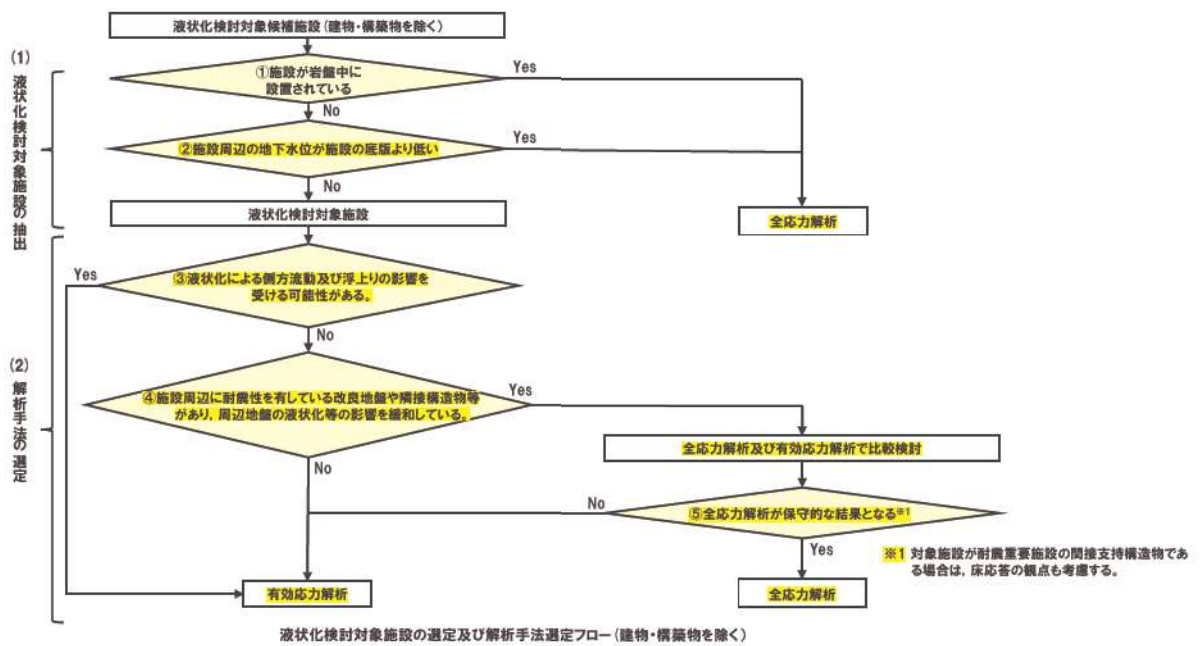 液状化検討対象候補施設(建物・構築物を除く)
(1)
液状化検討対象施設の抽出
①施設が岩盤中に
設置されている
Yes
No
②施設周辺の地下水位が施設の底版より低い
Yes
No
液状化検討対象施設
全応力解析
(2)
解析手法の選定
③液状化による側方流動及び浮上りの影響を
受ける可能性がある。
Yes
No
④施設周辺に耐震性を有している改良地盤や隣接構造物等
があり,周辺地盤の液状化等の影響を緩和している。
Yes
No
全応力解析及び有効応力解析で比較検討
⑤全応力解析が保守的な結果となる※1
No
Yes
※1 対象施設が耐震重要施設の間接支持構造物であ
る場合は,床応答の観点も考慮する。
有効応力解析
全応力解析
液状化検討対象施設の選定及び解析手法選定フロー(建物・構築物を除く)